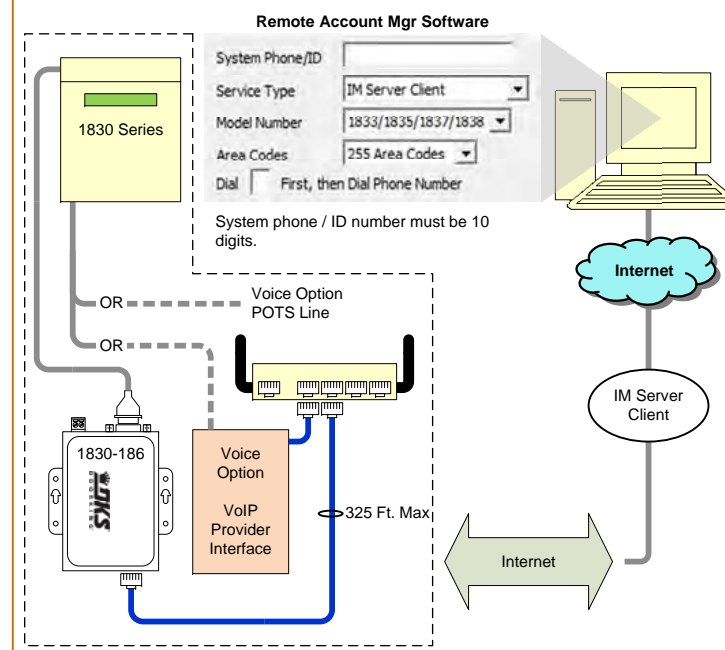 Remote Account Mgr Software
System Phone/ID
Service Type IM Server Client
Model Number 1833/1835/1837/1838
Area Codes 255 Area Codes
Dial First, then Dial Phone Number
System phone / ID number must be 10
digits.
1830 Series
Internet
OR
Voice Option
POTS Line
OR
IM Server
Client
1830-186
DKS
DOORKING
Voice
Option
VoIP
Provider
Interface
325 Ft. Max
Internet